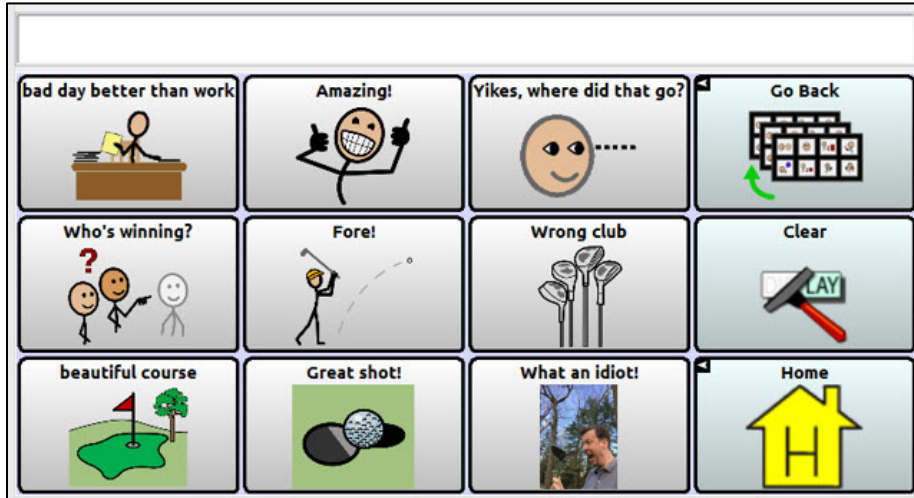 bad day better than work
Amazing!
Yikes, where did that go?
Go Back
Who's winning?
?
Fore!
Wrong club
Clear
DISPLAY
beautiful course
Great shot!
What an idiot!
Home
H